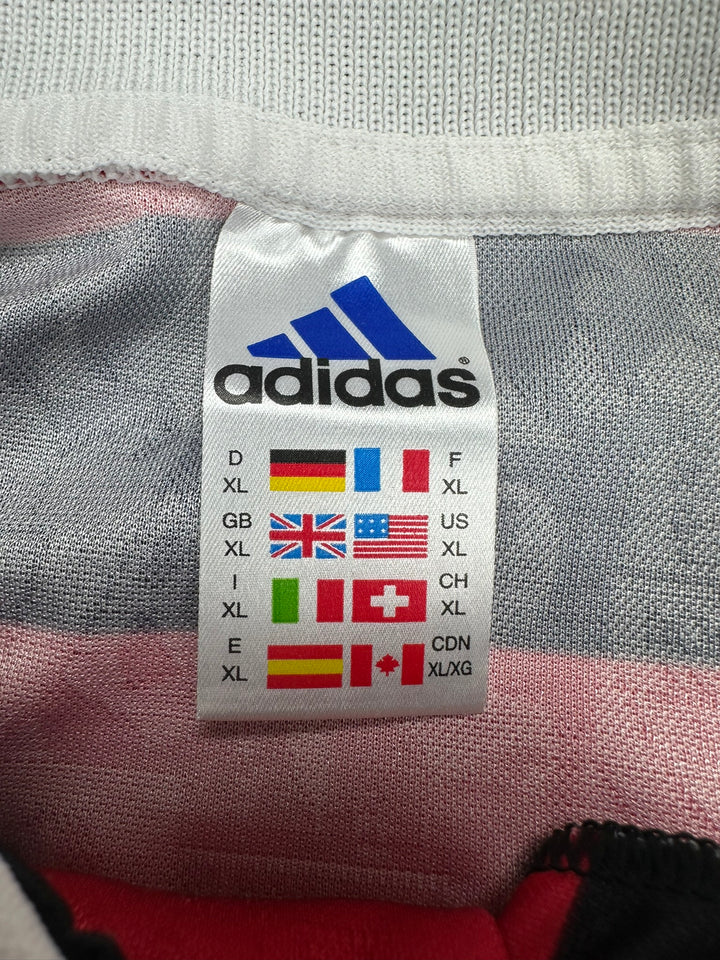 adidas®
D F
XL XL
GB US
XL XL
I CH
XL XL
E CDN
XL XL/XG